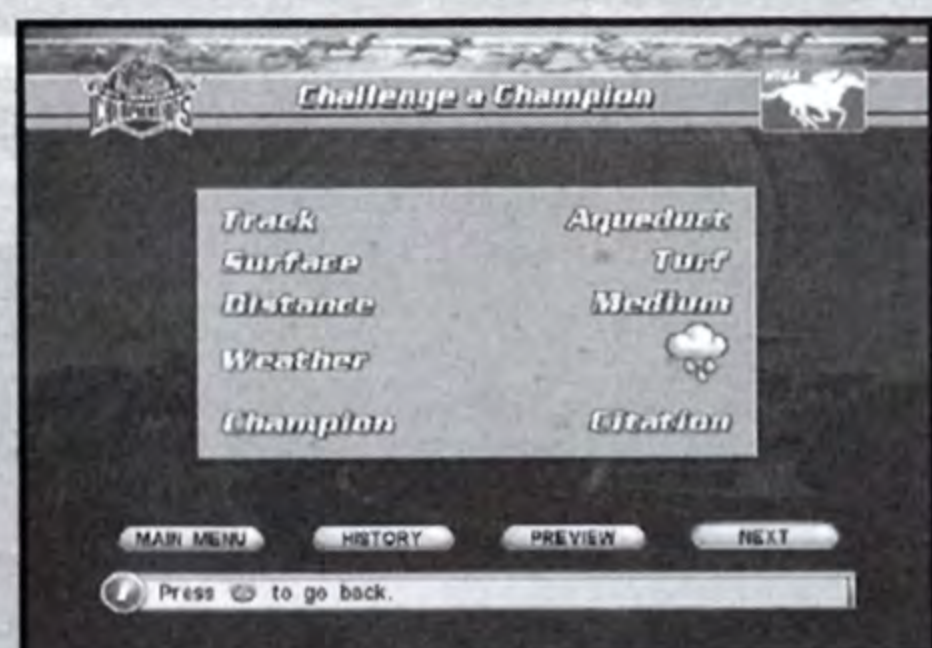 Challenge a Champion
Track Aqueduct
Surface Turf
Distance Medium
Weather
Champion Citation
MAIN MENU HISTORY PREVIEW NEXT
Press to go back.